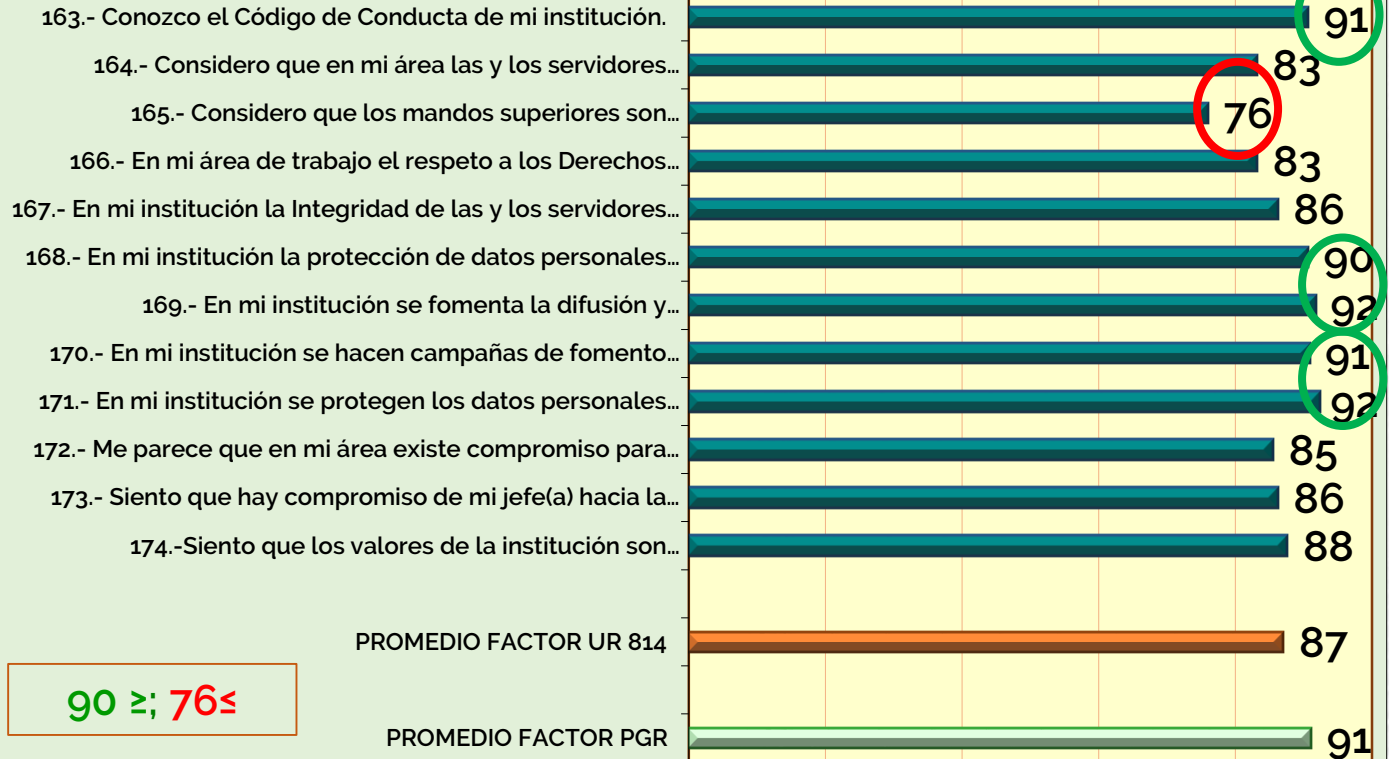 163.- Conozco el Código de Conducta de mi institución. 91
164.- Considero que en mi área las y los servidores… 83
165.- Considero que los mandos superiores son… 76
166.- En mi área de trabajo el respeto a los Derechos… 83
167.- En mi institución la Integridad de las y los servidores… 86
168.- En mi institución la protección de datos personales… 90
169.- En mi institución se fomenta la difusión y… 92
170.- En mi institución se hacen campañas de fomento… 91
171.- En mi institución se protegen los datos personales… 92
172.- Me parece que en mi área existe compromiso para… 85
173.- Siento que hay compromiso de mi jefe(a) hacia la… 86
174.-Siento que los valores de la institución son… 88
PROMEDIO FACTOR UR 814 87
90 ≥; 76≤
PROMEDIO FACTOR PGR 91